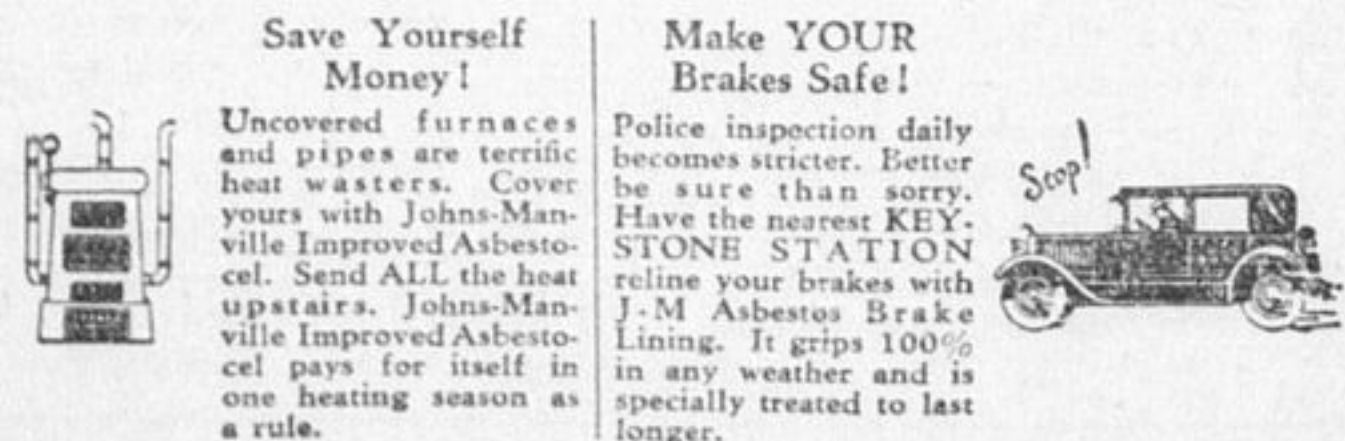 Save Yourself
Money!
Uncovered furnaces
and pipes are terrific
heat wasters. Cover
yours with Johns-Man-
ville Improved Asbesto-
cel. Send ALL the heat
upstairs. Johns-Man-
ville Improved Asbesto-
cel pays for itself in
one heating season as
a rule.
Make YOUR
Brakes Safe!
Police inspection daily
becomes stricter. Better
be sure than sorry.
Have the nearest KEY-
STONE STATION
reline your brakes with
J-M Asbestos Brake
Lining. It grips 100%
in any weather and is
specially treated to last
longer.
Stop!